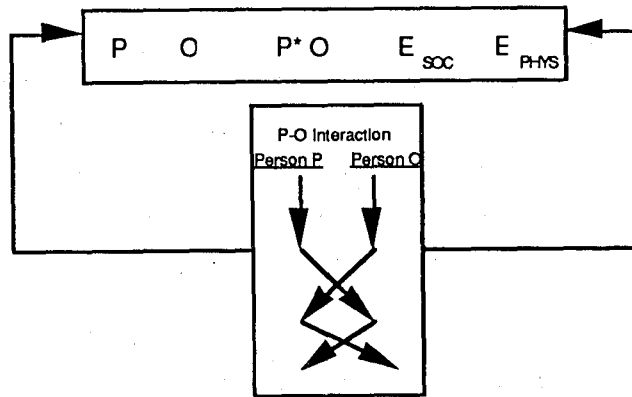 P O P* O E SOC E PHYS
P-O Interaction
Person P Person O